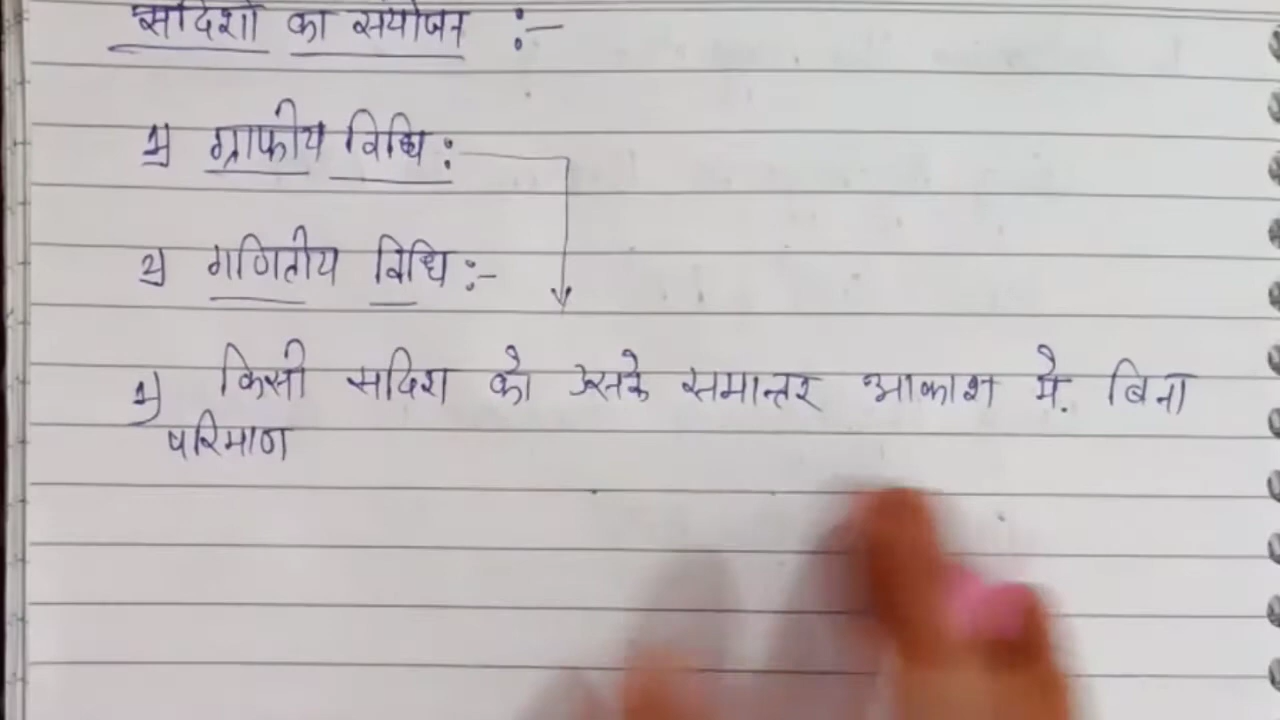 सदिशों का संयोजन :-
1) ग्राफीय विधि :
2) गणितीय विधि :-
1) किसी सदिश को उसके समान्तर आकाश में बिना
परिमाण